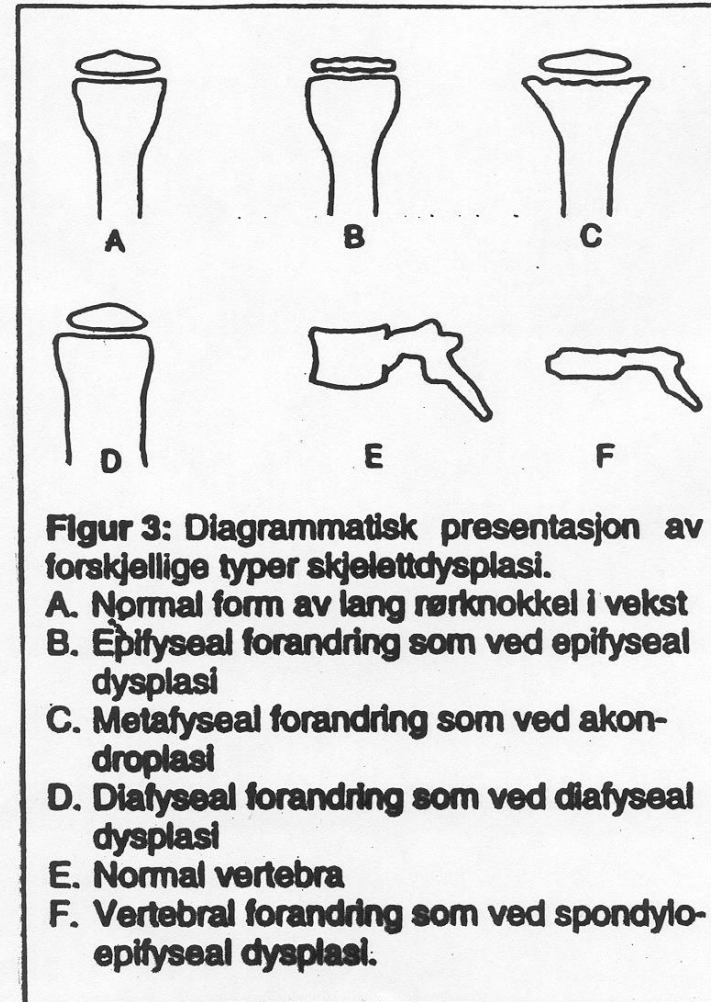 A B C
D E F
Figur 3: Diagrammatisk presentasjon av
forskjellige typer skjelettdysplasi.
A. Normal form av lang rørknokkel i vekst
B. Epifyseal forandring som ved epifyseal
dysplasi
C. Metafyseal forandring som ved akon-
droplasi
D. Diafyseal forandring som ved diafyseal
dysplasi
E. Normal vertebra
F. Vertebral forandring som ved spondylo-
epifyseal dysplasi.